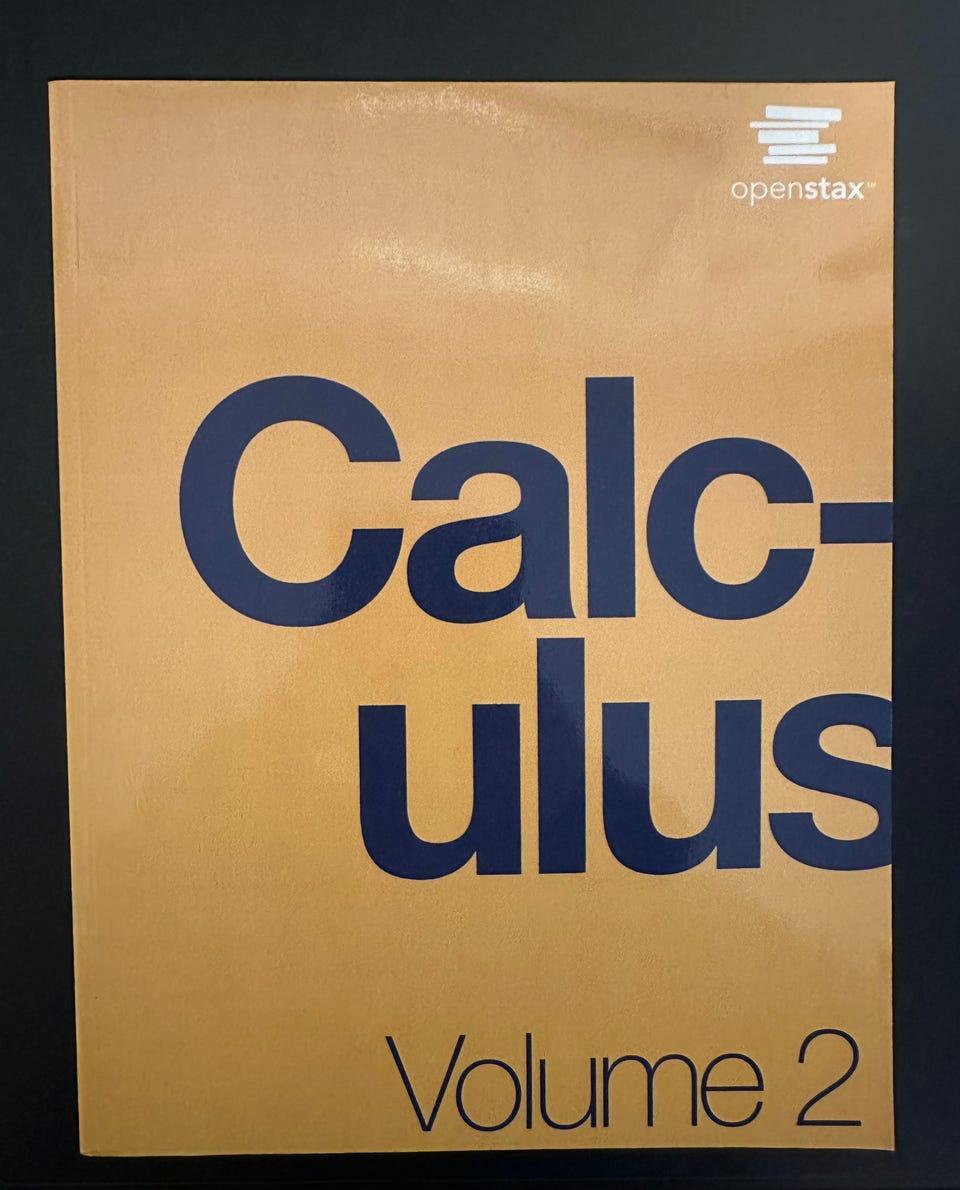 openstax™
Calc-
ulus
Volume 2